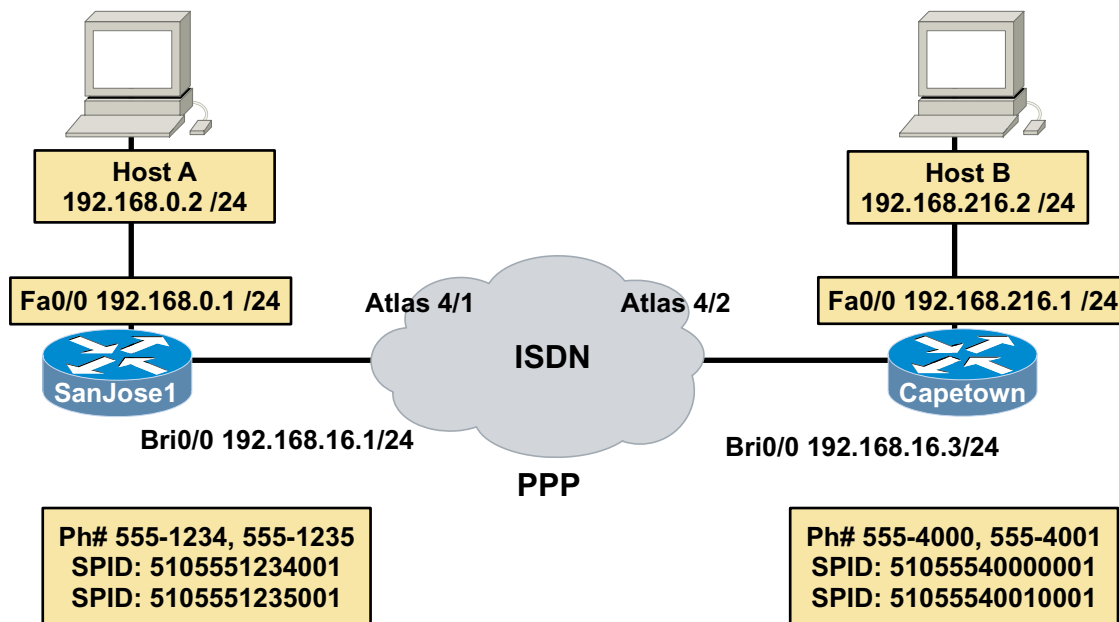 Host A
192.168.0.2 /24
Host B
192.168.216.2 /24
Fa0/0 192.168.0.1 /24
Atlas 4/1
Atlas 4/2
Fa0/0 192.168.216.1 /24
ISDN
SanJose1
Capetown
Bri0/0 192.168.16.1/24
Bri0/0 192.168.16.3/24
PPP
Ph# 555-1234, 555-1235
SPID: 5105551234001
SPID: 5105551235001
Ph# 555-4000, 555-4001
SPID: 51055540000001
SPID: 51055540010001